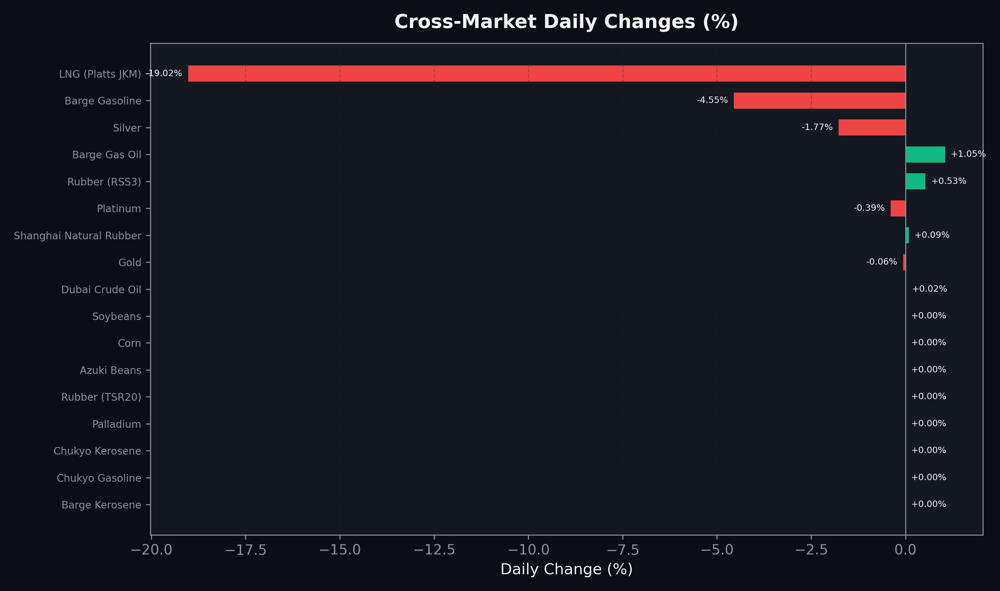 Cross-Market Daily Changes (%)
LNG (Platts JKM) -19.02%
Barge Gasoline -4.55%
Silver -1.77%
Barge Gas Oil +1.05%
Rubber (RSS3) +0.53%
Platinum -0.39%
Shanghai Natural Rubber +0.09%
Gold -0.06%
Dubai Crude Oil +0.02%
Soybeans +0.00%
Corn +0.00%
Azuki Beans +0.00%
Rubber (TSR20) +0.00%
Palladium +0.00%
Chukyo Kerosene +0.00%
Chukyo Gasoline +0.00%
Barge Kerosene +0.00%
−20.0 −17.5 −15.0 −12.5 −10.0 −7.5 −5.0 −2.5 0.0
Daily Change (%)